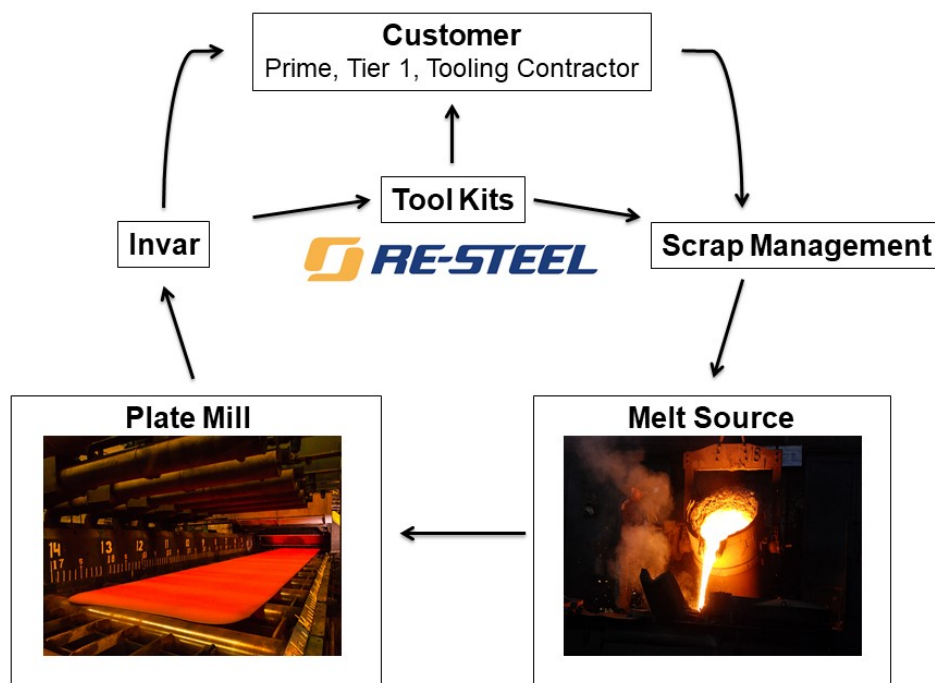 Customer
Prime, Tier 1, Tooling Contractor
Tool Kits
Invar
RE-STEEL
Scrap Management
Plate Mill
Melt Source
14 13 12 11